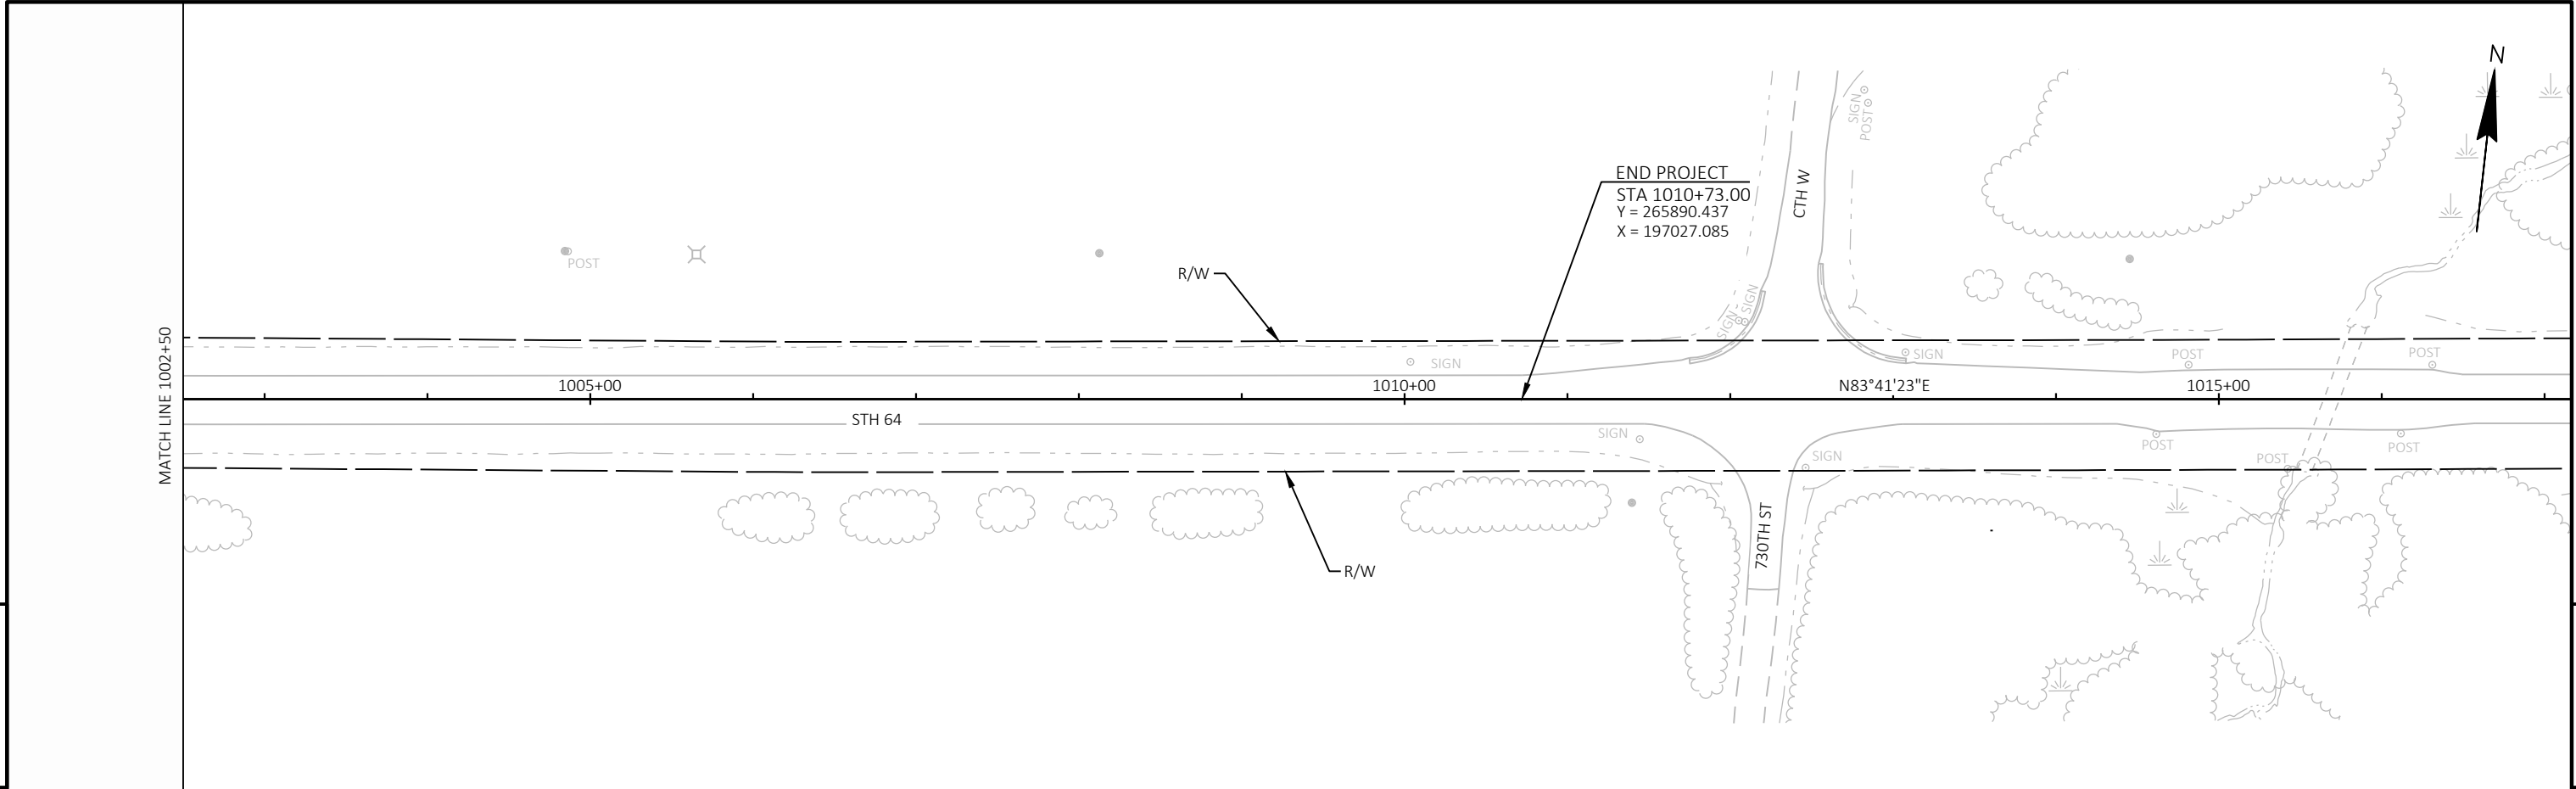 N
SIGN
POST
END PROJECT
STA 1010+73.00
Y = 265890.437
X = 197027.085
CTH W
POST
R/W
SIGN
SIGN
MATCH LINE 1002+50
SIGN
SIGN
POST
POST
1005+00
1010+00
N83°41'23"E
1015+00
STH 64
SIGN
SIGN
POST
POST
POST
730TH ST
R/W